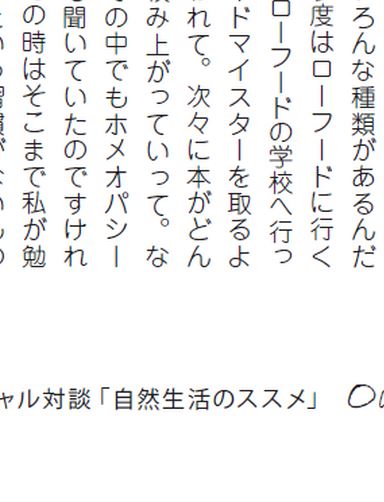 ろんな種類があるんだ
度はローフードに行く
ローフードの学校へ行っ
ドマイスターを取るよ
れて。次々に本がどん
み上がっていって。な
の中でもホメオパシー
聞いていたのですけれ
の時はそこまで私が勉
ャル対談「自然生活のススメ」